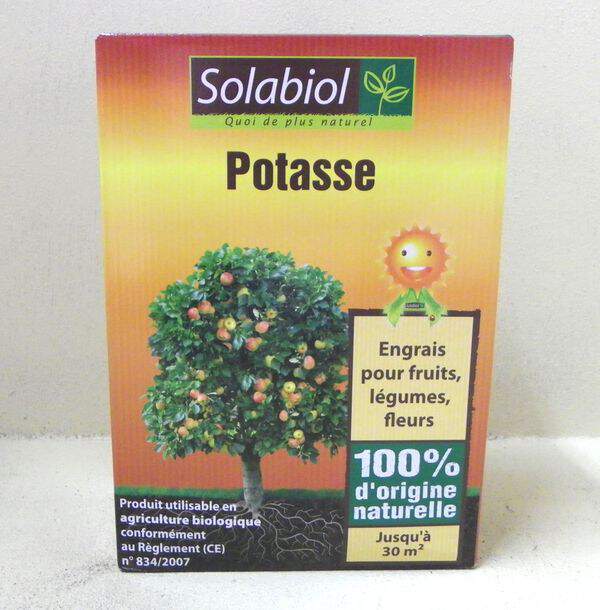 Solabiol
Quoi de plus naturel
Potasse
Engrais
pour fruits,
légumes,
fleurs
100%
d'origine
naturelle
Jusqu'à
30 m²
Produit utilisable en
agriculture biologique
conformément
au Règlement (CE)
n° 834/2007